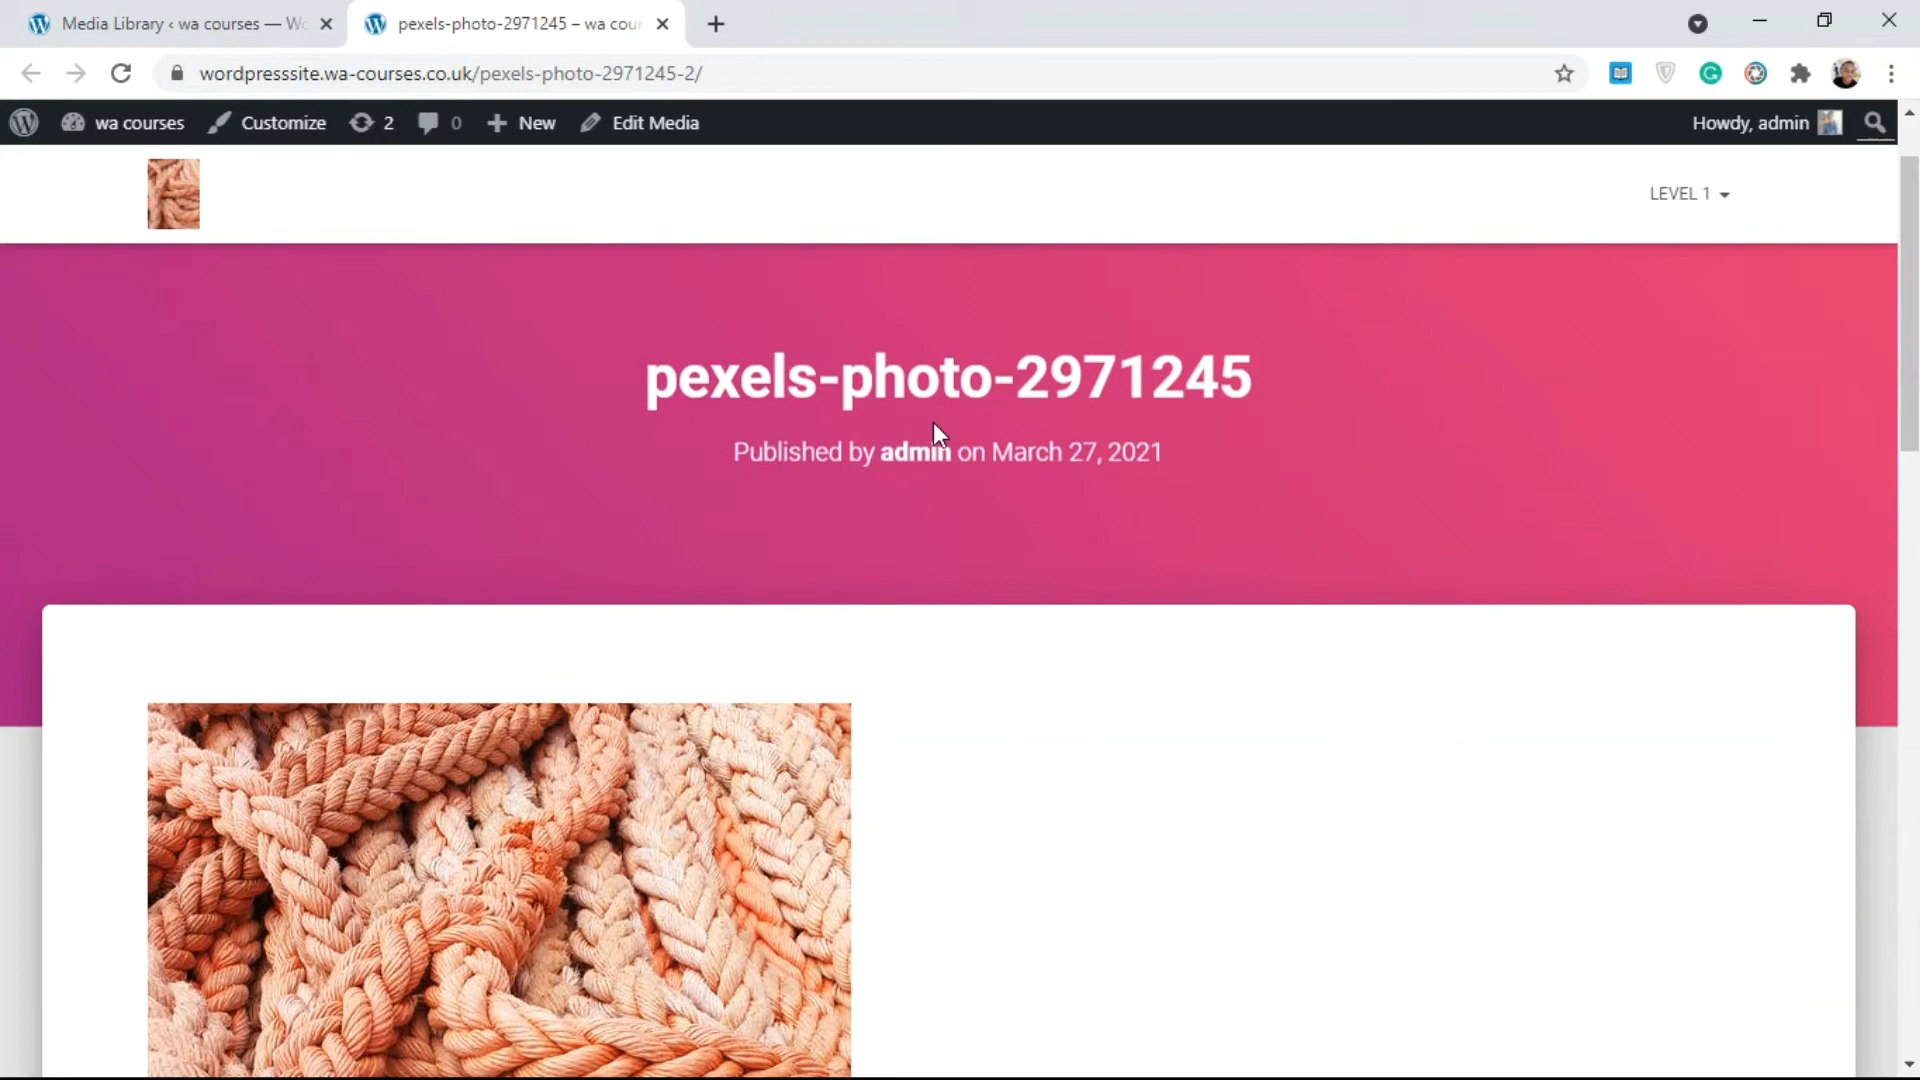 Media Library ‹ wa courses — Wo
pexels-photo-2971245 – wa cour
wordpresssite.wa-courses.co.uk/pexels-photo-2971245-2/
wa courses Customize 2 0 New Edit Media Howdy, admin
LEVEL 1
pexels-photo-2971245
Published by admin on March 27, 2021